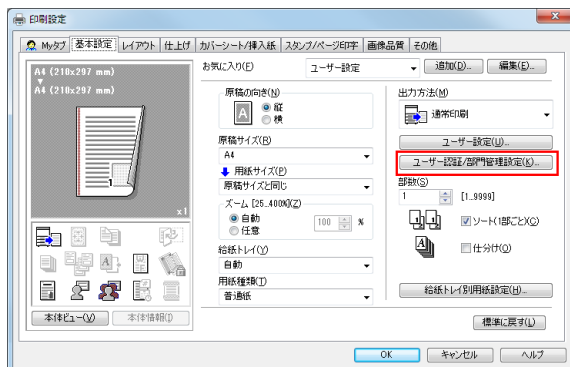 印刷設定
Myタブ 基本設定 レイアウト 仕上げ カバーシート/挿入紙 スタンプ/ページ印字 画像品質 その他
A4 (210x297 mm)
A4 (210x297 mm)
1
x1
本体ビュー(V) 本体情報(I)
お気に入り(F) ユーザー設定 追加(D)... 編集(E)...
原稿の向き(N)
A
縦
横
原稿サイズ(R)
A4
用紙サイズ(P)
原稿サイズと同じ
ズーム [25..400%](Z)
自動
任意
100 %
給紙トレイ(Y)
自動
用紙種類(T)
普通紙
出力方法(M)
通常印刷
ユーザー設定(U)...
ユーザー認証/部門管理設定(K)...
部数(S)
1 [1..9999]
ソート(1部ごと)(C)
仕分け(O)
給紙トレイ別用紙設定(H)...
標準に戻す(L)
OK キャンセル ヘルプ